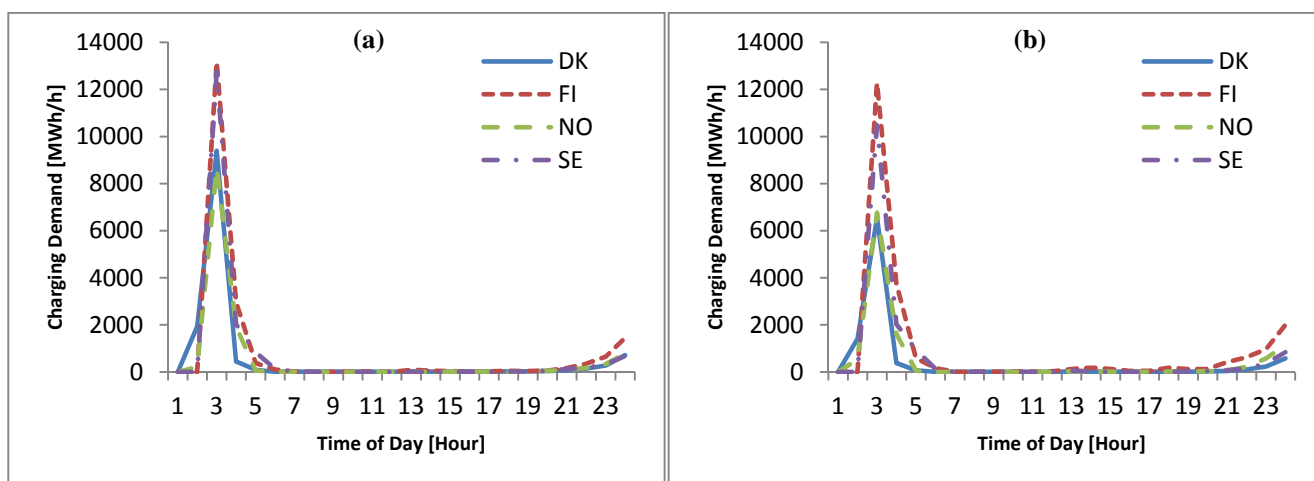 (a)
Charging Demand [MWh/h]
14000
12000
10000
8000
6000
4000
2000
0
DK
FI
NO
SE
1 3 5 7 9 11 13 15 17 19 21 23
Time of Day [Hour]
(b)
Charging Demand [MWh/h]
14000
12000
10000
8000
6000
4000
2000
0
DK
FI
NO
SE
1 3 5 7 9 11 13 15 17 19 21 23
Time of Day [Hour]